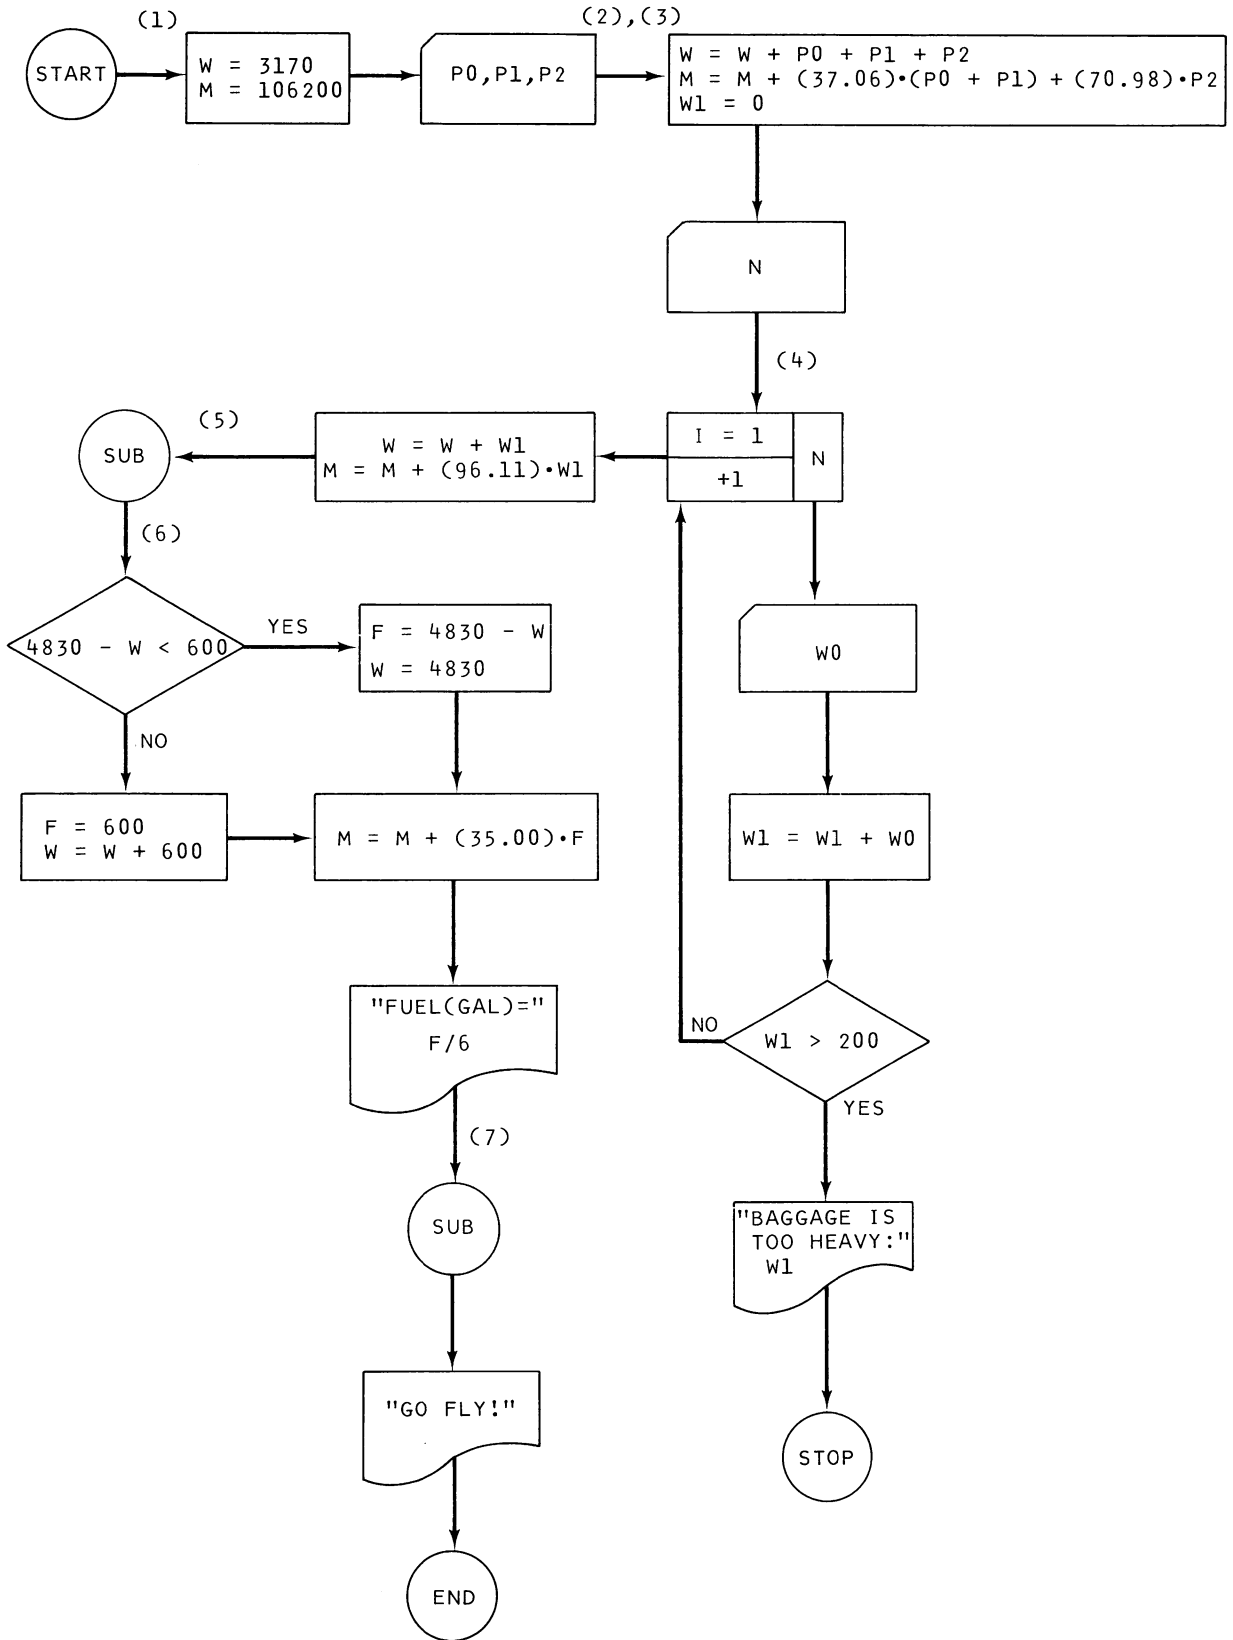 (1)
START
W = 3170
M = 106200
P0,P1,P2
(2),(3)
W = W + P0 + P1 + P2
M = M + (37.06)•(P0 + P1) + (70.98)•P2
W1 = 0
N
(4)
I = 1
+1
N
W = W + W1
M = M + (96.11)•W1
(5)
SUB
(6)
4830 - W < 600
YES
F = 4830 - W
W = 4830
NO
F = 600
W = W + 600
M = M + (35.00)•F
"FUEL(GAL)="
F/6
(7)
SUB
"GO FLY!"
END
W0
W1 = W1 + W0
W1 > 200
NO
YES
"BAGGAGE IS
TOO HEAVY:"
W1
STOP